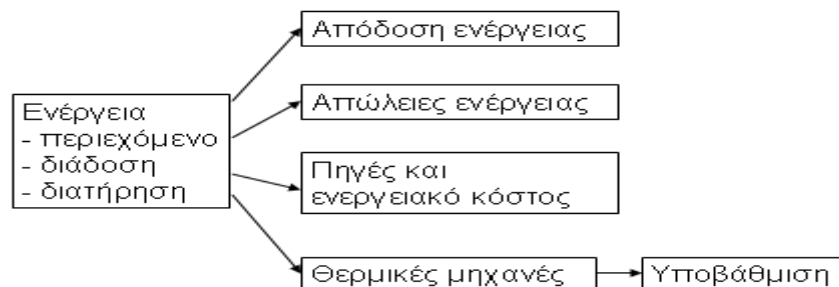 Απόδοση ενέργειας
Απώλειες ενέργειας
Ενέργεια
- περιεχόμενο
- διάδοση
- διατήρηση
Πηγές και
ενεργειακό κόστος
Θερμικές μηχανές
Υποβάθμιση